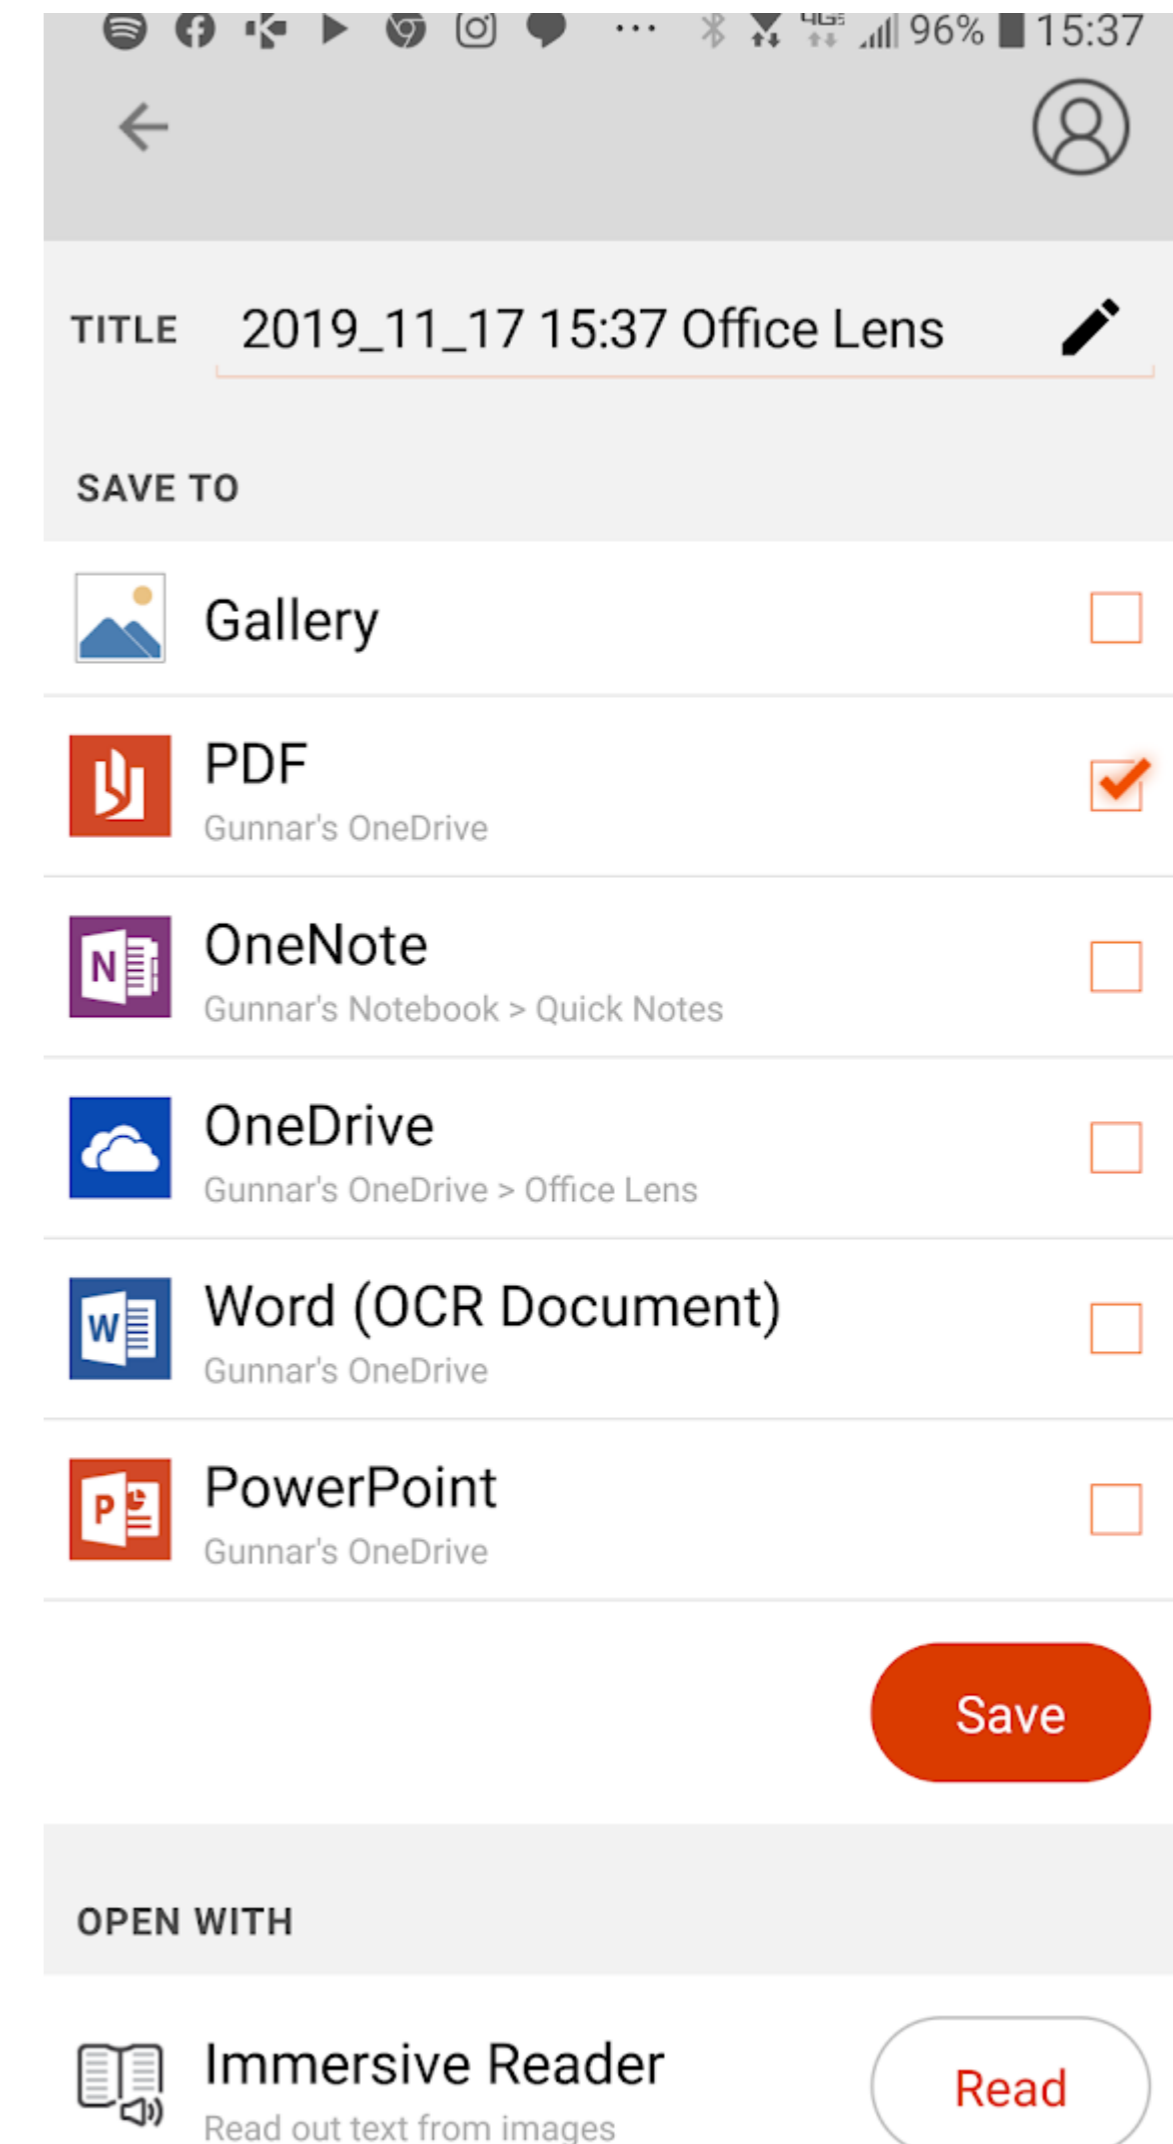 4G 96% 15:37
TITLE 2019_11_17 15:37 Office Lens
SAVE TO
Gallery
PDF
Gunnar's OneDrive
N
OneNote
Gunnar's Notebook > Quick Notes
OneDrive
Gunnar's OneDrive > Office Lens
W
Word (OCR Document)
Gunnar's OneDrive
P
PowerPoint
Gunnar's OneDrive
Save
OPEN WITH
Immersive Reader
Read
Read out text from images